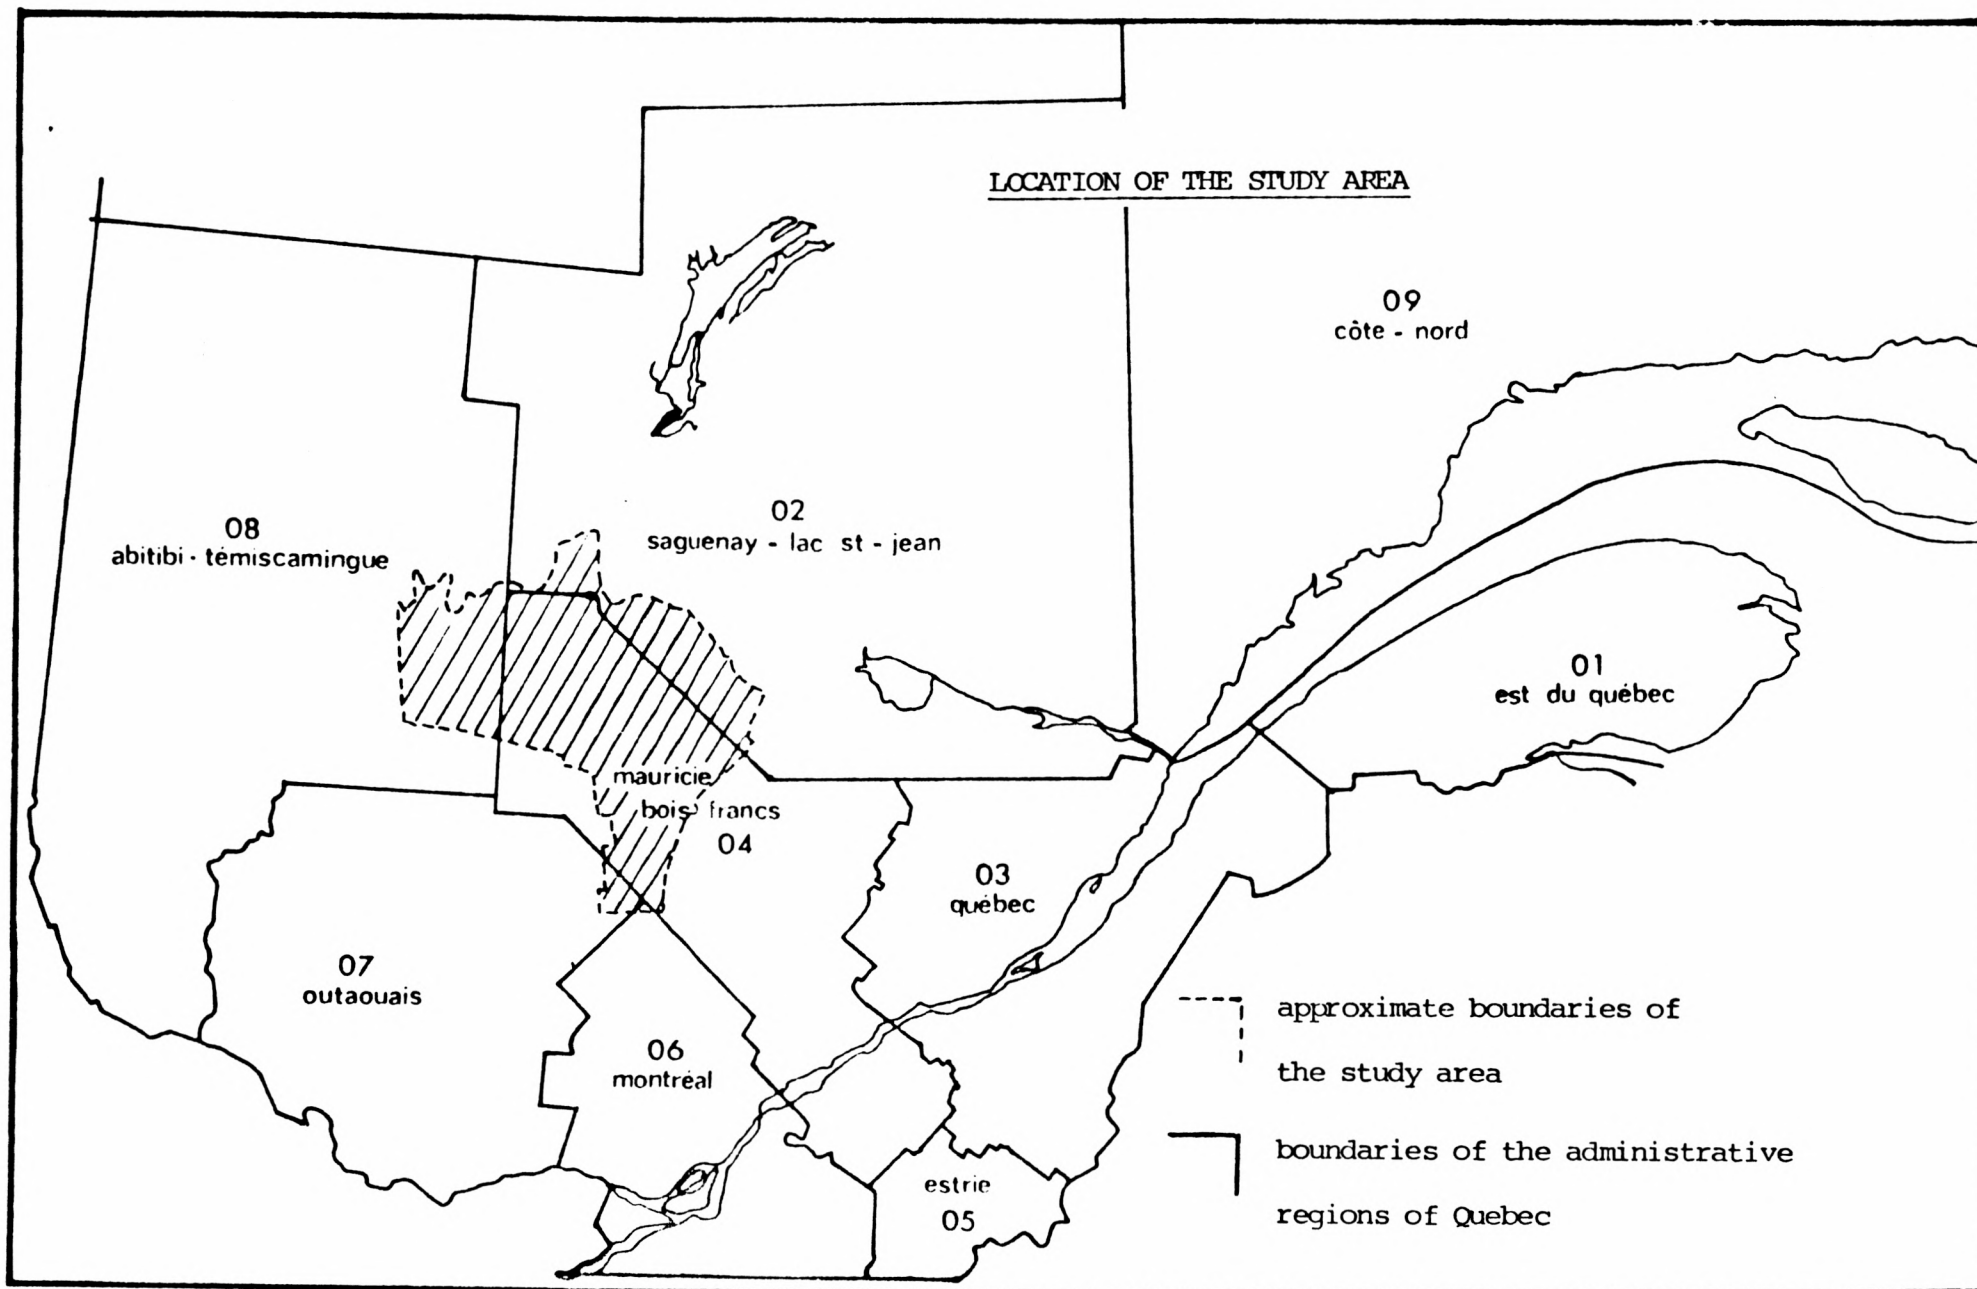 LOCATION OF THE STUDY AREA
09
côte - nord
02
saguenay - lac st - jean
08
abitibi - témiscamingue
01
est du québec
mauricie
bois francs
04
03
québec
07
outaouais
06
montréal
estrie
05
approximate boundaries of
the study area
boundaries of the administrative
regions of Quebec